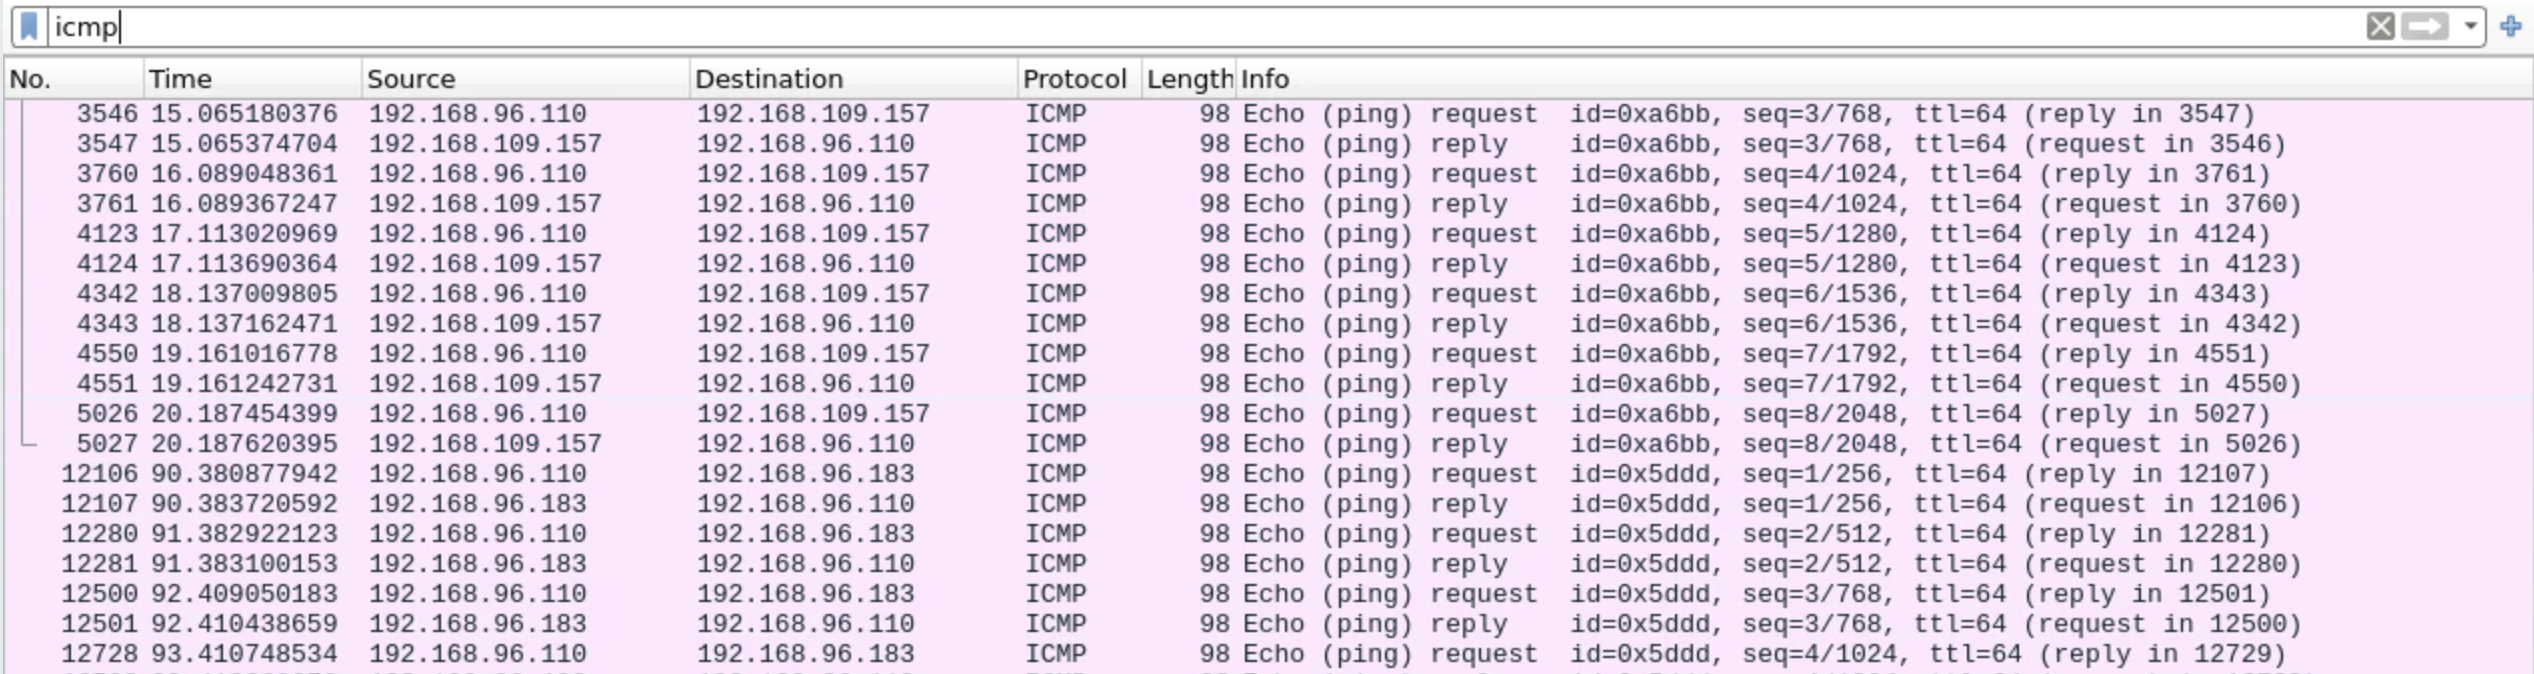 icmp
No. Time Source Destination Protocol Length Info
3546 15.065180376 192.168.96.110 192.168.109.157 ICMP 98 Echo (ping) request id=0xa6bb, seq=3/768, ttl=64 (reply in 3547)
3547 15.065374704 192.168.109.157 192.168.96.110 ICMP 98 Echo (ping) reply id=0xa6bb, seq=3/768, ttl=64 (request in 3546)
3760 16.089048361 192.168.96.110 192.168.109.157 ICMP 98 Echo (ping) request id=0xa6bb, seq=4/1024, ttl=64 (reply in 3761)
3761 16.089367247 192.168.109.157 192.168.96.110 ICMP 98 Echo (ping) reply id=0xa6bb, seq=4/1024, ttl=64 (request in 3760)
4123 17.113020969 192.168.96.110 192.168.109.157 ICMP 98 Echo (ping) request id=0xa6bb, seq=5/1280, ttl=64 (reply in 4124)
4124 17.113690364 192.168.109.157 192.168.96.110 ICMP 98 Echo (ping) reply id=0xa6bb, seq=5/1280, ttl=64 (request in 4123)
4342 18.137009805 192.168.96.110 192.168.109.157 ICMP 98 Echo (ping) request id=0xa6bb, seq=6/1536, ttl=64 (reply in 4343)
4343 18.137162471 192.168.109.157 192.168.96.110 ICMP 98 Echo (ping) reply id=0xa6bb, seq=6/1536, ttl=64 (request in 4342)
4550 19.161016778 192.168.96.110 192.168.109.157 ICMP 98 Echo (ping) request id=0xa6bb, seq=7/1792, ttl=64 (reply in 4551)
4551 19.161242731 192.168.109.157 192.168.96.110 ICMP 98 Echo (ping) reply id=0xa6bb, seq=7/1792, ttl=64 (request in 4550)
5026 20.187454399 192.168.96.110 192.168.109.157 ICMP 98 Echo (ping) request id=0xa6bb, seq=8/2048, ttl=64 (reply in 5027)
5027 20.187620395 192.168.109.157 192.168.96.110 ICMP 98 Echo (ping) reply id=0xa6bb, seq=8/2048, ttl=64 (request in 5026)
12106 90.380877942 192.168.96.110 192.168.96.183 ICMP 98 Echo (ping) request id=0x5ddd, seq=1/256, ttl=64 (reply in 12107)
12107 90.383720592 192.168.96.183 192.168.96.110 ICMP 98 Echo (ping) reply id=0x5ddd, seq=1/256, ttl=64 (request in 12106)
12280 91.382922123 192.168.96.110 192.168.96.183 ICMP 98 Echo (ping) request id=0x5ddd, seq=2/512, ttl=64 (reply in 12281)
12281 91.383100153 192.168.96.183 192.168.96.110 ICMP 98 Echo (ping) reply id=0x5ddd, seq=2/512, ttl=64 (request in 12280)
12500 92.409050183 192.168.96.110 192.168.96.183 ICMP 98 Echo (ping) request id=0x5ddd, seq=3/768, ttl=64 (reply in 12501)
12501 92.410438659 192.168.96.183 192.168.96.110 ICMP 98 Echo (ping) reply id=0x5ddd, seq=3/768, ttl=64 (request in 12500)
12728 93.410748534 192.168.96.110 192.168.96.183 ICMP 98 Echo (ping) request id=0x5ddd, seq=4/1024, ttl=64 (reply in 12729)